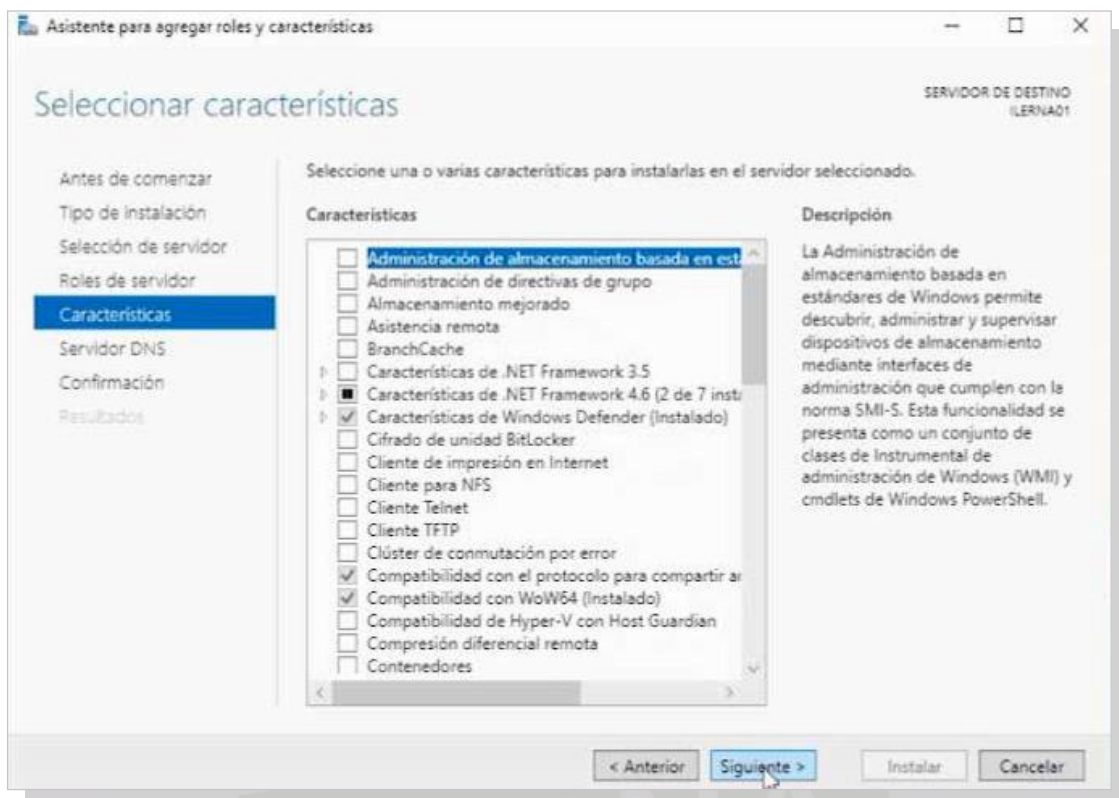 Asistente para agregar roles y características
Seleccionar características
SERVIDOR DE DESTINO
ILERNA01
Antes de comenzar
Tipo de instalación
Selección de servidor
Roles de servidor
Características
Servidor DNS
Confirmación
Resultados
Seleccione una o varias características para instalarlas en el servidor seleccionado.
Características
Administración de almacenamiento basada en está
Administración de directivas de grupo
Almacenamiento mejorado
Asistencia remota
BranchCache
Características de .NET Framework 3.5
Características de .NET Framework 4.6 (2 de 7 insta
Características de Windows Defender (Instalado)
Cifrado de unidad BitLocker
Cliente de impresión en Internet
Cliente para NFS
Cliente Telnet
Cliente TFTP
Clúster de conmutación por error
Compatibilidad con el protocolo para compartir ar
Compatibilidad con WoW64 (Instalado)
Compatibilidad de Hyper-V con Host Guardian
Compresión diferencial remota
Contenedores
Descripción
La Administración de
almacenamiento basada en
estándares de Windows permite
descubrir, administrar y supervisar
dispositivos de almacenamiento
mediante interfaces de
administración que cumplen con la
norma SMI-S. Esta funcionalidad se
presenta como un conjunto de
clases de Instrumental de
administración de Windows (WMI) y
cmdlets de Windows PowerShell.
< Anterior
Siguiente >
Instalar
Cancelar